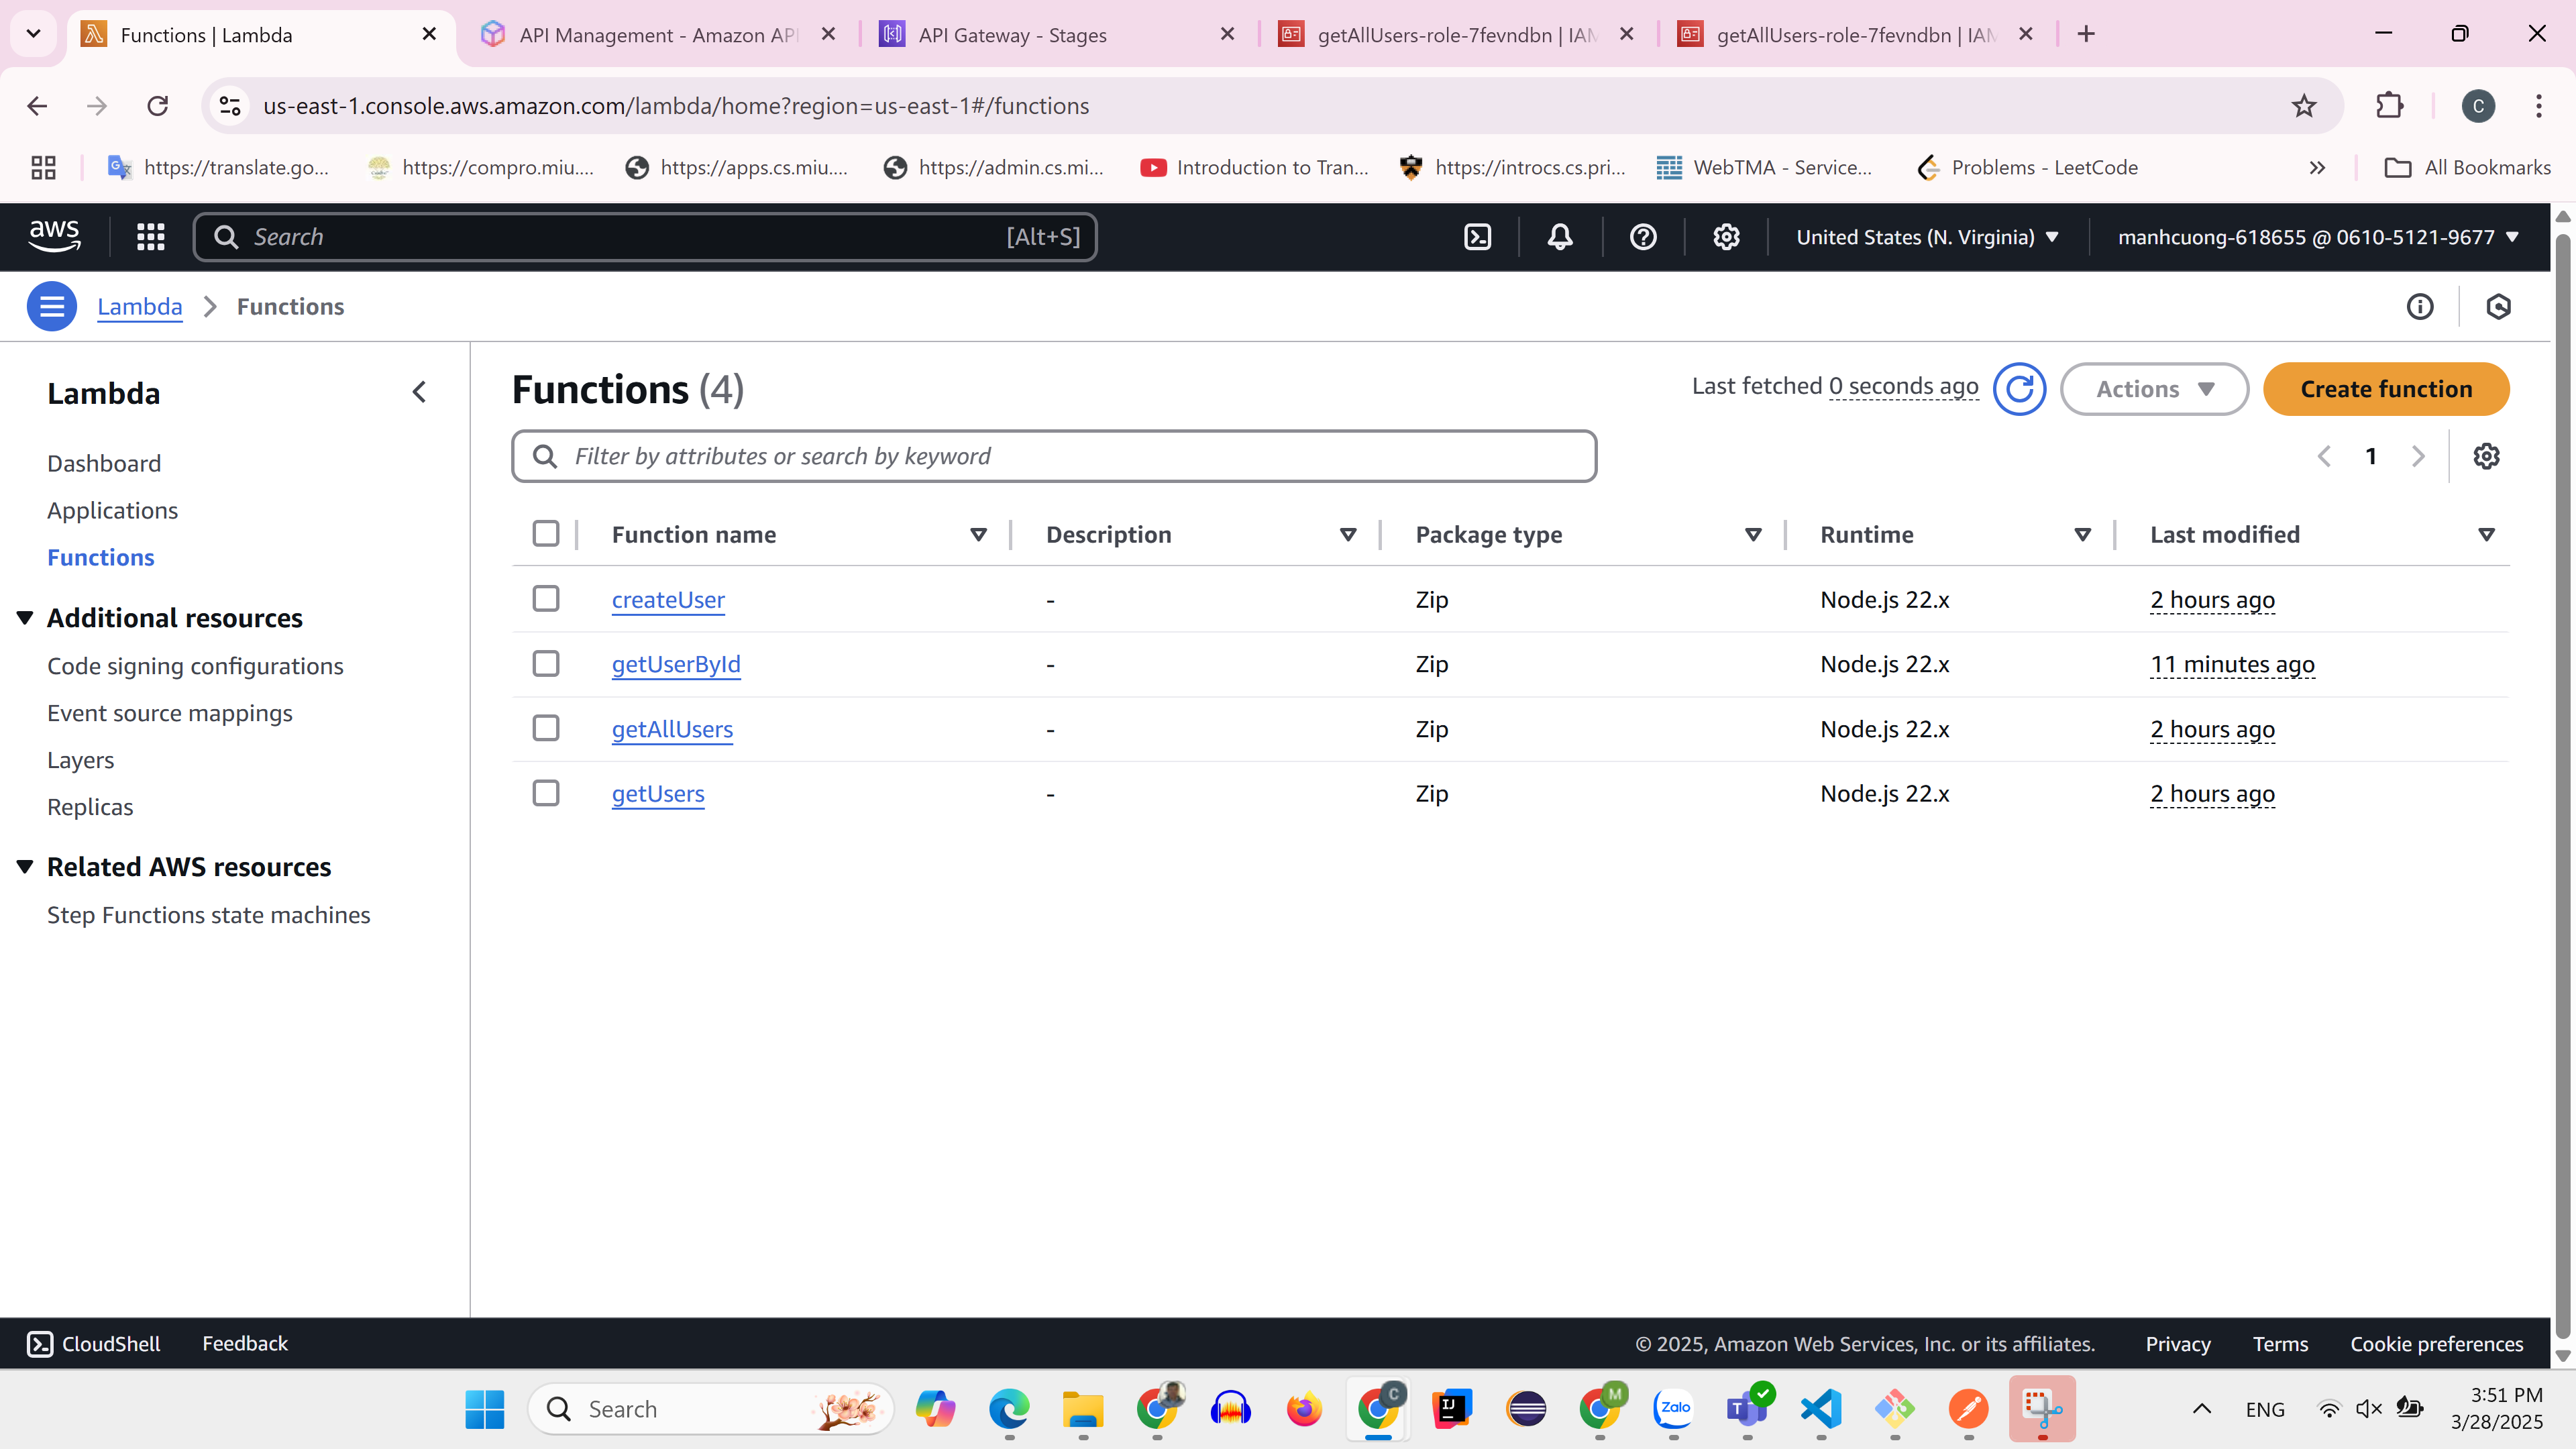 Functions | Lambda
API Management - Amazon API
API Gateway - Stages
getAllUsers-role-7fevndbn | IAM
getAllUsers-role-7fevndbn | IAM
us-east-1.console.aws.amazon.com/lambda/home?region=us-east-1#/functions
C
https://translate.go...
https://compro.miu....
https://apps.cs.miu....
https://admin.cs.mi...
Introduction to Tran...
https://introcs.cs.pri...
WebTMA - Service...
Problems - LeetCode
All Bookmarks
aws
Search
[Alt+S]
United States (N. Virginia)
manhcuong-618655 @ 0610-5121-9677
Lambda
Functions
Lambda
Dashboard
Applications
Functions
Additional resources
Code signing configurations
Event source mappings
Layers
Replicas
Related AWS resources
Step Functions state machines
Functions (4)
Last fetched 0 seconds ago
Actions
Create function
Filter by attributes or search by keyword
1
Function name Description Package type Runtime Last modified
createUser - Zip Node.js 22.x 2 hours ago
getUserById - Zip Node.js 22.x 11 minutes ago
getAllUsers - Zip Node.js 22.x 2 hours ago
getUsers - Zip Node.js 22.x 2 hours ago
CloudShell
Feedback
© 2025, Amazon Web Services, Inc. or its affiliates.
Privacy
Terms
Cookie preferences
Search
C
IJ
M
Zalo
T
ENG
3:51 PM
3/28/2025